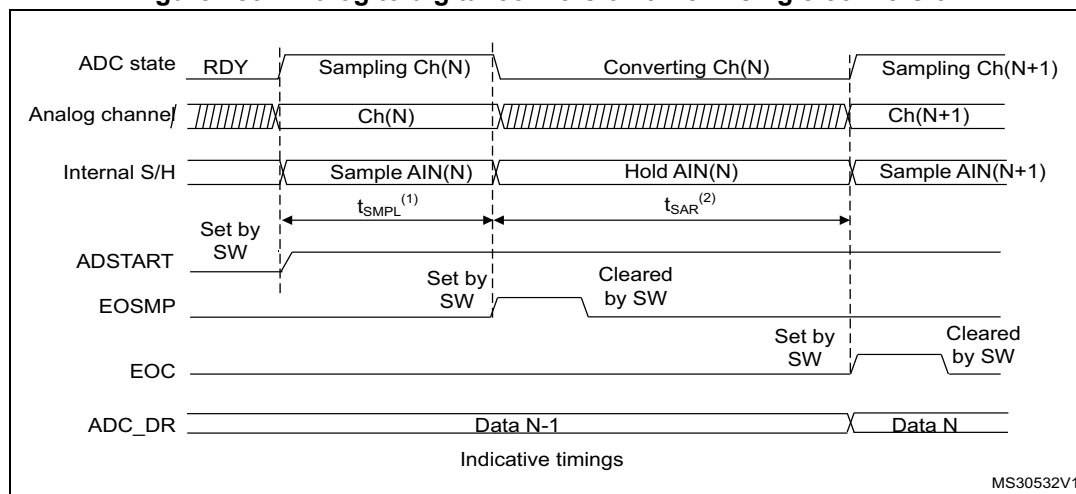 ADC state RDY Sampling Ch(N) Converting Ch(N) Sampling Ch(N+1)
Analog channel Ch(N) Ch(N+1)
Internal S/H Sample AIN(N) Hold AIN(N) Sample AIN(N+1)
tSMPL(1) tSAR(2)
Set by
SW
ADSTART
Set by
SW
Cleared
by SW
EOSMP
Set by
SW
Cleared
by SW
EOC
ADC_DR Data N-1 Data N
Indicative timings
MS30532V1